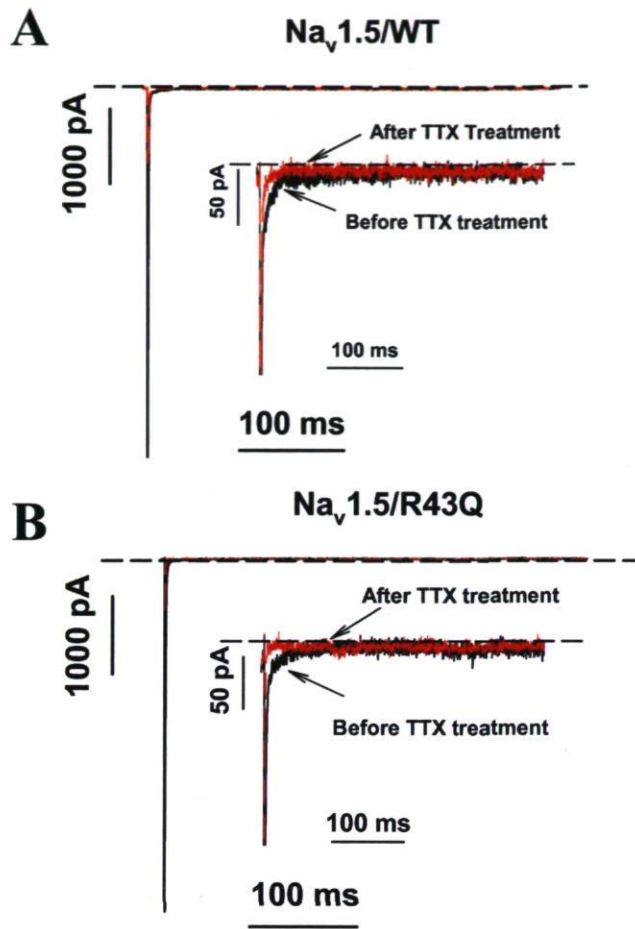 A
Nav1.5/WT
1000 pA
After TTX Treatment
50 pA
Before TTX treatment
100 ms
100 ms
B
Nav1.5/R43Q
1000 pA
After TTX treatment
50 pA
Before TTX treatment
100 ms
100 ms